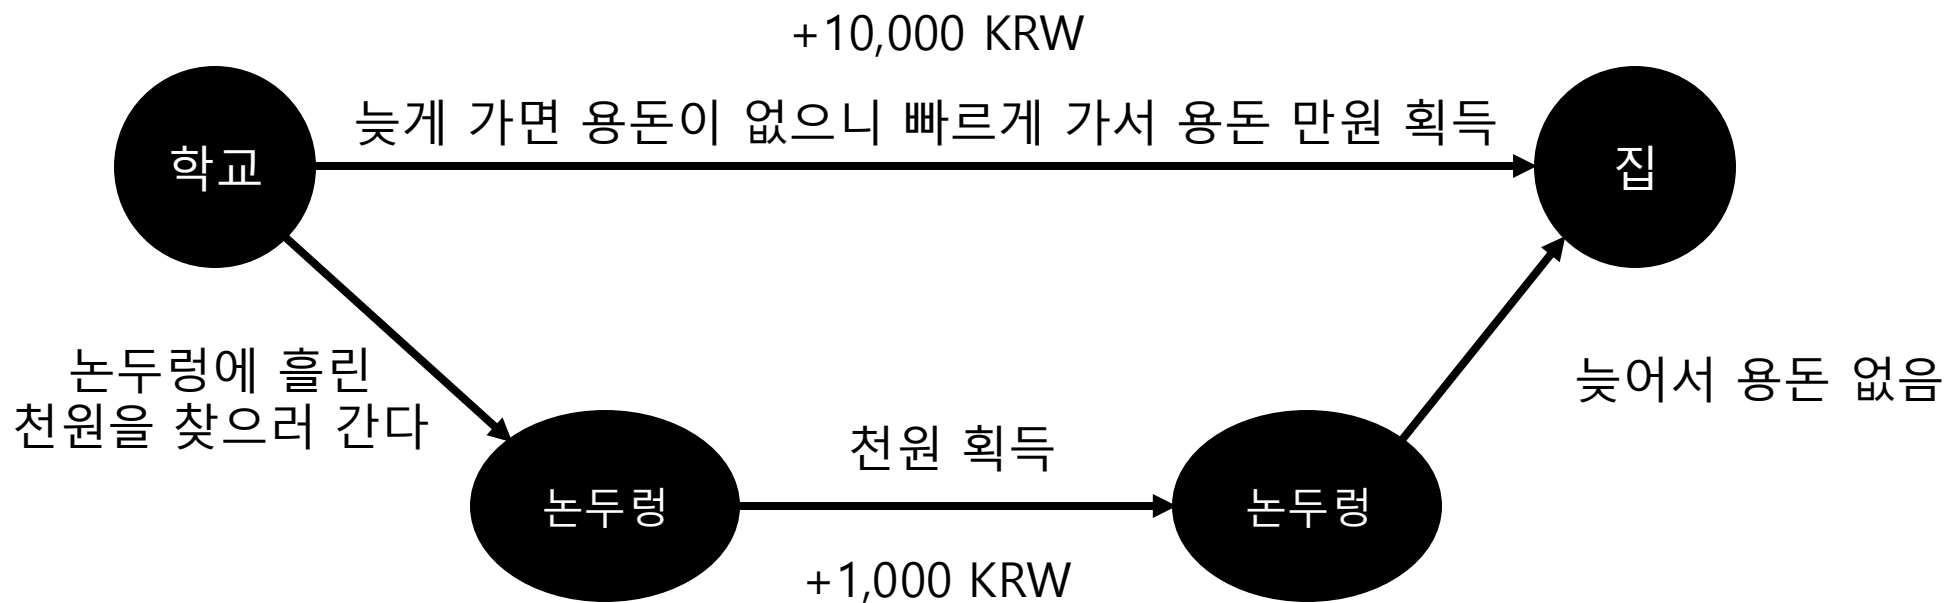 +10,000 KRW
늦게 가면 용돈이 없으니 빠르게 가서 용돈 만원 획득
학교
집
논두렁에 흘린
천원을 찾으러 간다
늦어서 용돈 없음
천원 획득
논두렁
논두렁
+1,000 KRW